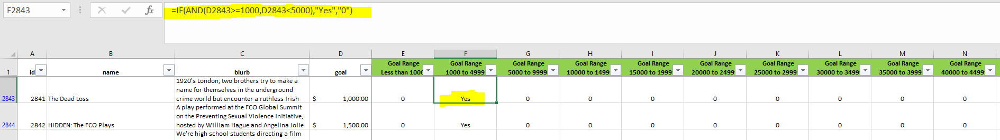 F2843 fx =IF(AND(D2843>=1000,D2843<5000),"Yes","0")
A B C D E F G H I J K L M N
1 id name blurb goal Goal Range Less than 1000 Goal Range 1000 to 4999 Goal Range 5000 to 9999 Goal Range 10000 to 1499 Goal Range 15000 to 1999 Goal Range 20000 to 2499 Goal Range 25000 to 2999 Goal Range 30000 to 3499 Goal Range 35000 to 3999 Goal Range 40000 to 4499
1920's London; two brothers try to make a
name for themselves in the underground
2843 2841 The Dead Loss crime world but encounter a ruthless Irish $ 1,000.00 0 Yes 0 0 0 0 0 0 0 0
A play performed at the FCO Global Summit
on the Preventing Sexual Violence Initiative,
2844 2842 HIDDEN: The FCO Plays hosted by William Hague and Angelina Jolie $ 1,500.00 0 Yes 0 0 0 0 0 0 0 0
We're high school students directing a film